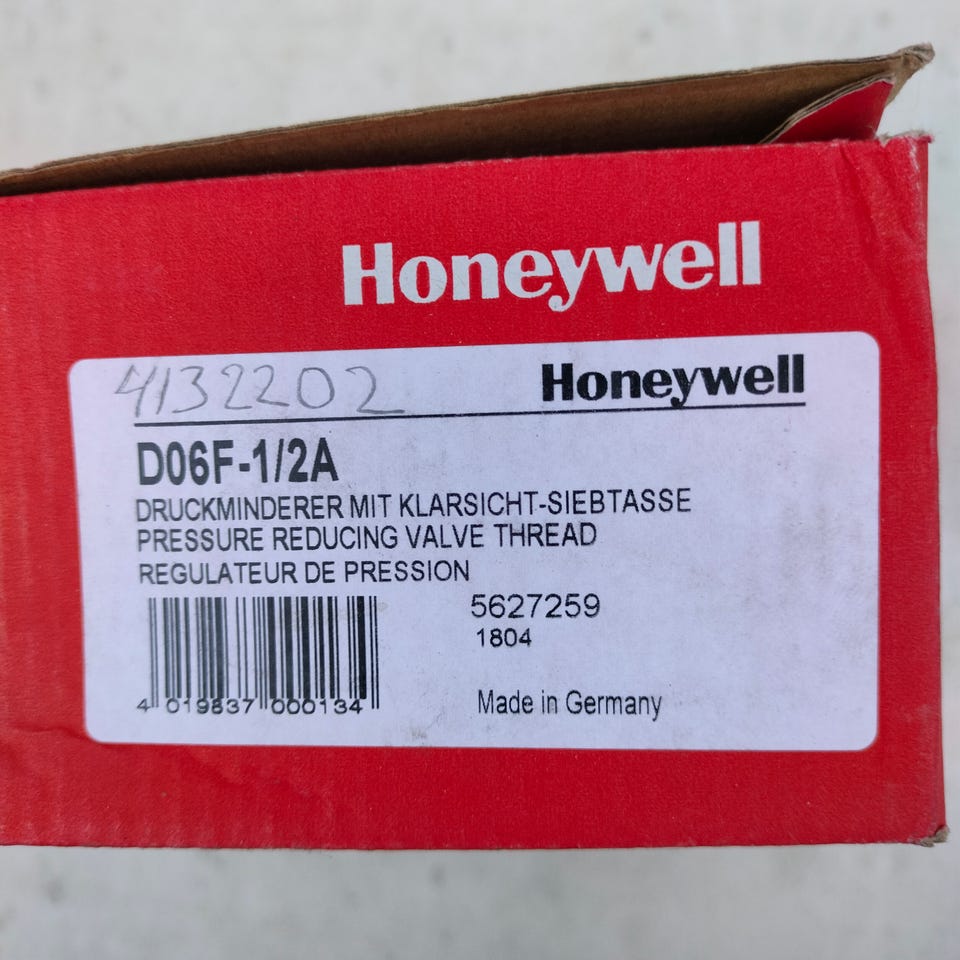 Honeywell
4132202
Honeywell
D06F-1/2A
DRUCKMINDERER MIT KLARSICHT-SIEBTASSE
PRESSURE REDUCING VALVE THREAD
REGULATEUR DE PRESSION
5627259
1804
4 019837 000134
Made in Germany